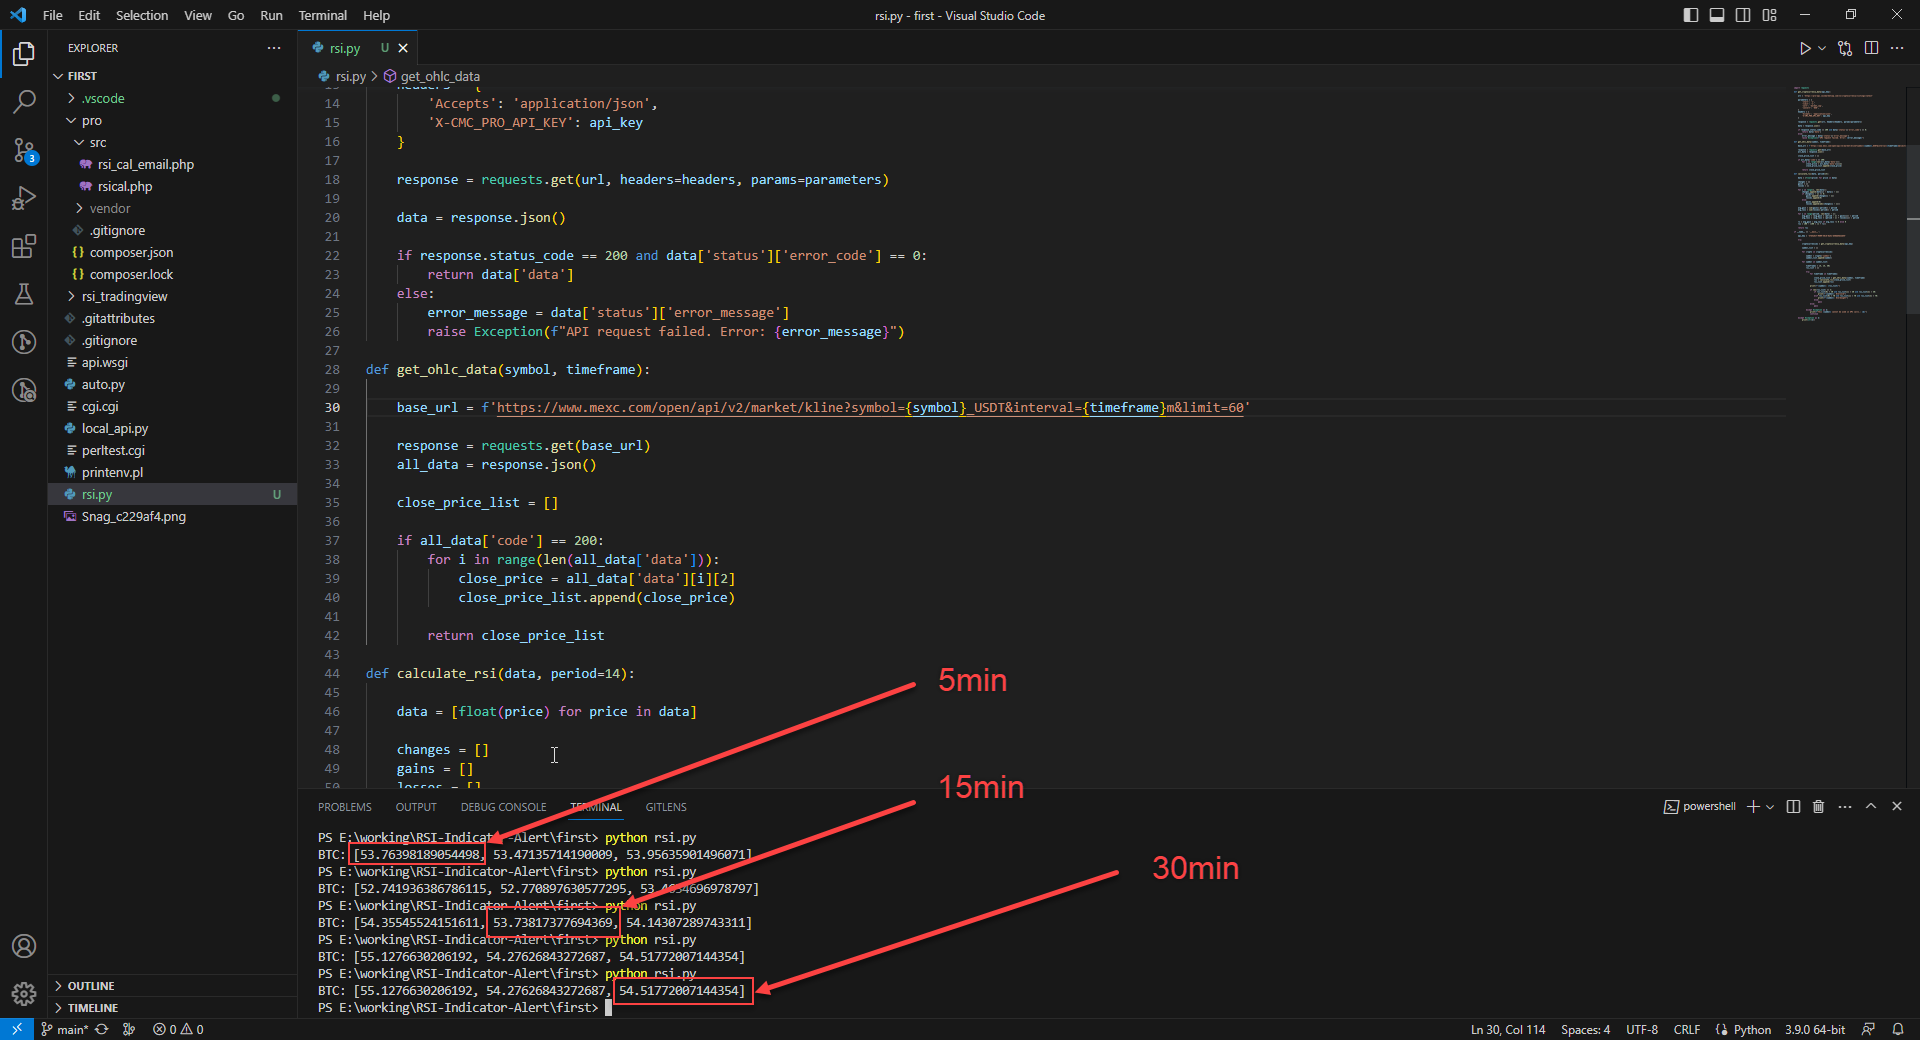 File Edit Selection View Go Run Terminal Help
rsi.py - first - Visual Studio Code
EXPLORER
FIRST
.vscode
pro
src
rsi_cal_email.php
rsical.php
vendor
.gitignore
composer.json
composer.lock
rsi_tradingview
.gitattributes
.gitignore
api.wsgi
auto.py
cgi.cgi
local_api.py
perltest.cgi
printenv.pl
rsi.py U
Snag_c229af4.png
OUTLINE
TIMELINE
3
rsi.py U
rsi.py > get_ohlc_data
14 'Accepts': 'application/json',
15 'X-CMC_PRO_API_KEY': api_key
16 }
17
18 response = requests.get(url, headers=headers, params=parameters)
19
20 data = response.json()
21
22 if response.status_code == 200 and data['status']['error_code'] == 0:
23 return data['data']
24 else:
25 error_message = data['status']['error_message']
26 raise Exception(f"API request failed. Error: {error_message}")
27
28 def get_ohlc_data(symbol, timeframe):
29
30 base_url = f'https://www.mexc.com/open/api/v2/market/kline?symbol={symbol}_USDT&interval={timeframe}m&limit=60'
31
32 response = requests.get(base_url)
33 all_data = response.json()
34
35 close_price_list = []
36
37 if all_data['code'] == 200:
38 for i in range(len(all_data['data'])):
39 close_price = all_data['data'][i][2]
40 close_price_list.append(close_price)
41
42 return close_price_list
43
44 def calculate_rsi(data, period=14):
45
46 data = [float(price) for price in data]
47
48 changes = []
49 gains = []
5min
15min
30min
PROBLEMS OUTPUT DEBUG CONSOLE TERMINAL GITLENS
powershell
PS E:\working\RSI-Indicator-Alert\first> python rsi.py
BTC: [53.76398189054498, 53.47135714190009, 53.95635901496071]
PS E:\working\RSI-Indicator-Alert\first> python rsi.py
BTC: [52.741936386786115, 52.770897630577295, 53.4654696978797]
PS E:\working\RSI-Indicator-Alert\first> python rsi.py
BTC: [54.35545524151611, 53.73817377694369, 54.14307289743311]
PS E:\working\RSI-Indicator-Alert\first> python rsi.py
BTC: [55.1276630206192, 54.27626843272687, 54.51772007144354]
PS E:\working\RSI-Indicator-Alert\first> python rsi.py
BTC: [55.1276630206192, 54.27626843272687, 54.51772007144354]
PS E:\working\RSI-Indicator-Alert\first>
main* 0 0
Ln 30, Col 114 Spaces: 4 UTF-8 CRLF Python 3.9.0 64-bit